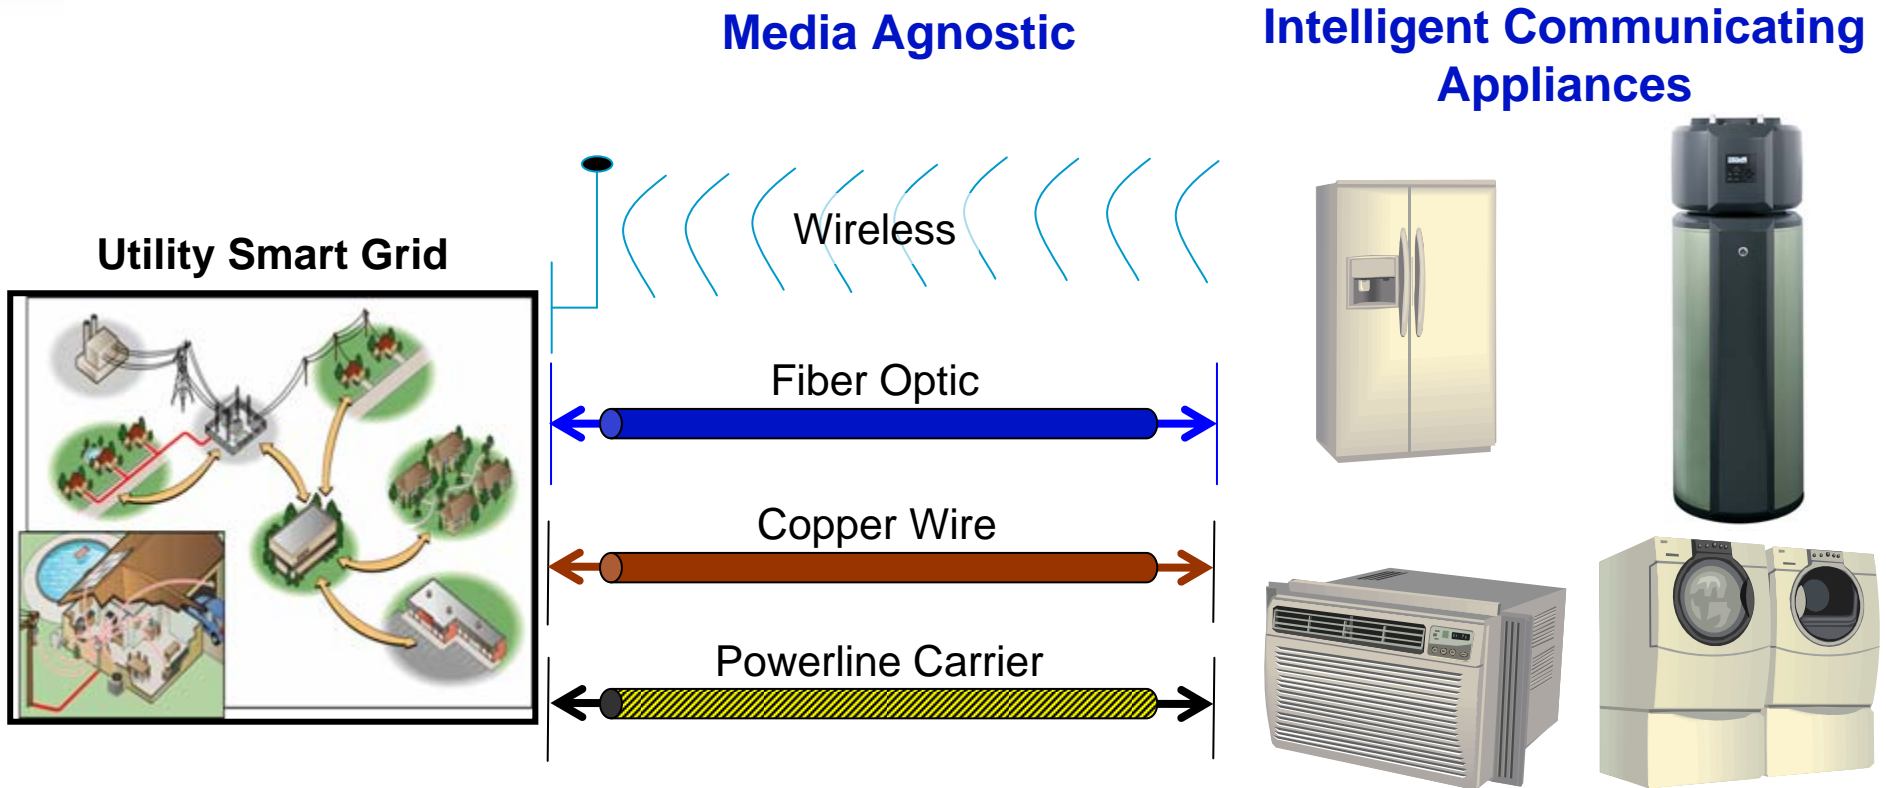 Media Agnostic
Intelligent Communicating
Appliances
Wireless
Utility Smart Grid
Fiber Optic
Copper Wire
Powerline Carrier